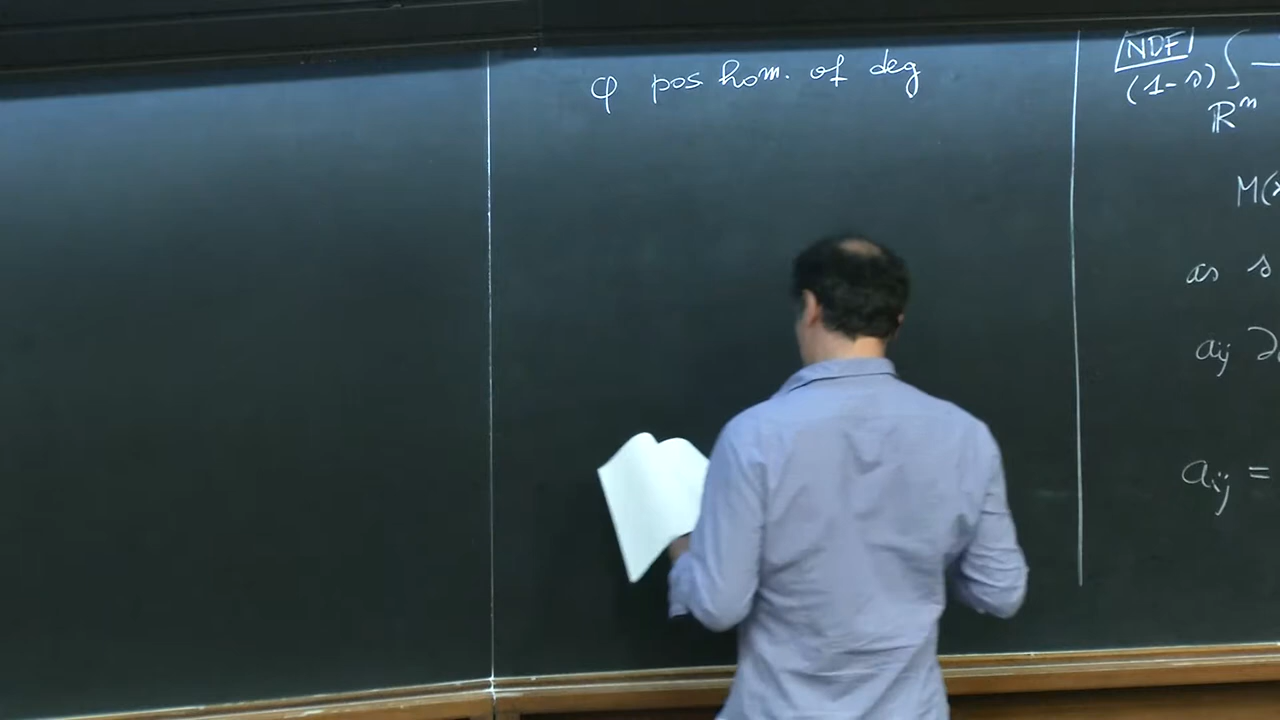 φ pos hom. of deg
NDF
(1-s) ∫
ℝⁿ
M(x
as s
aij ∂
aij =